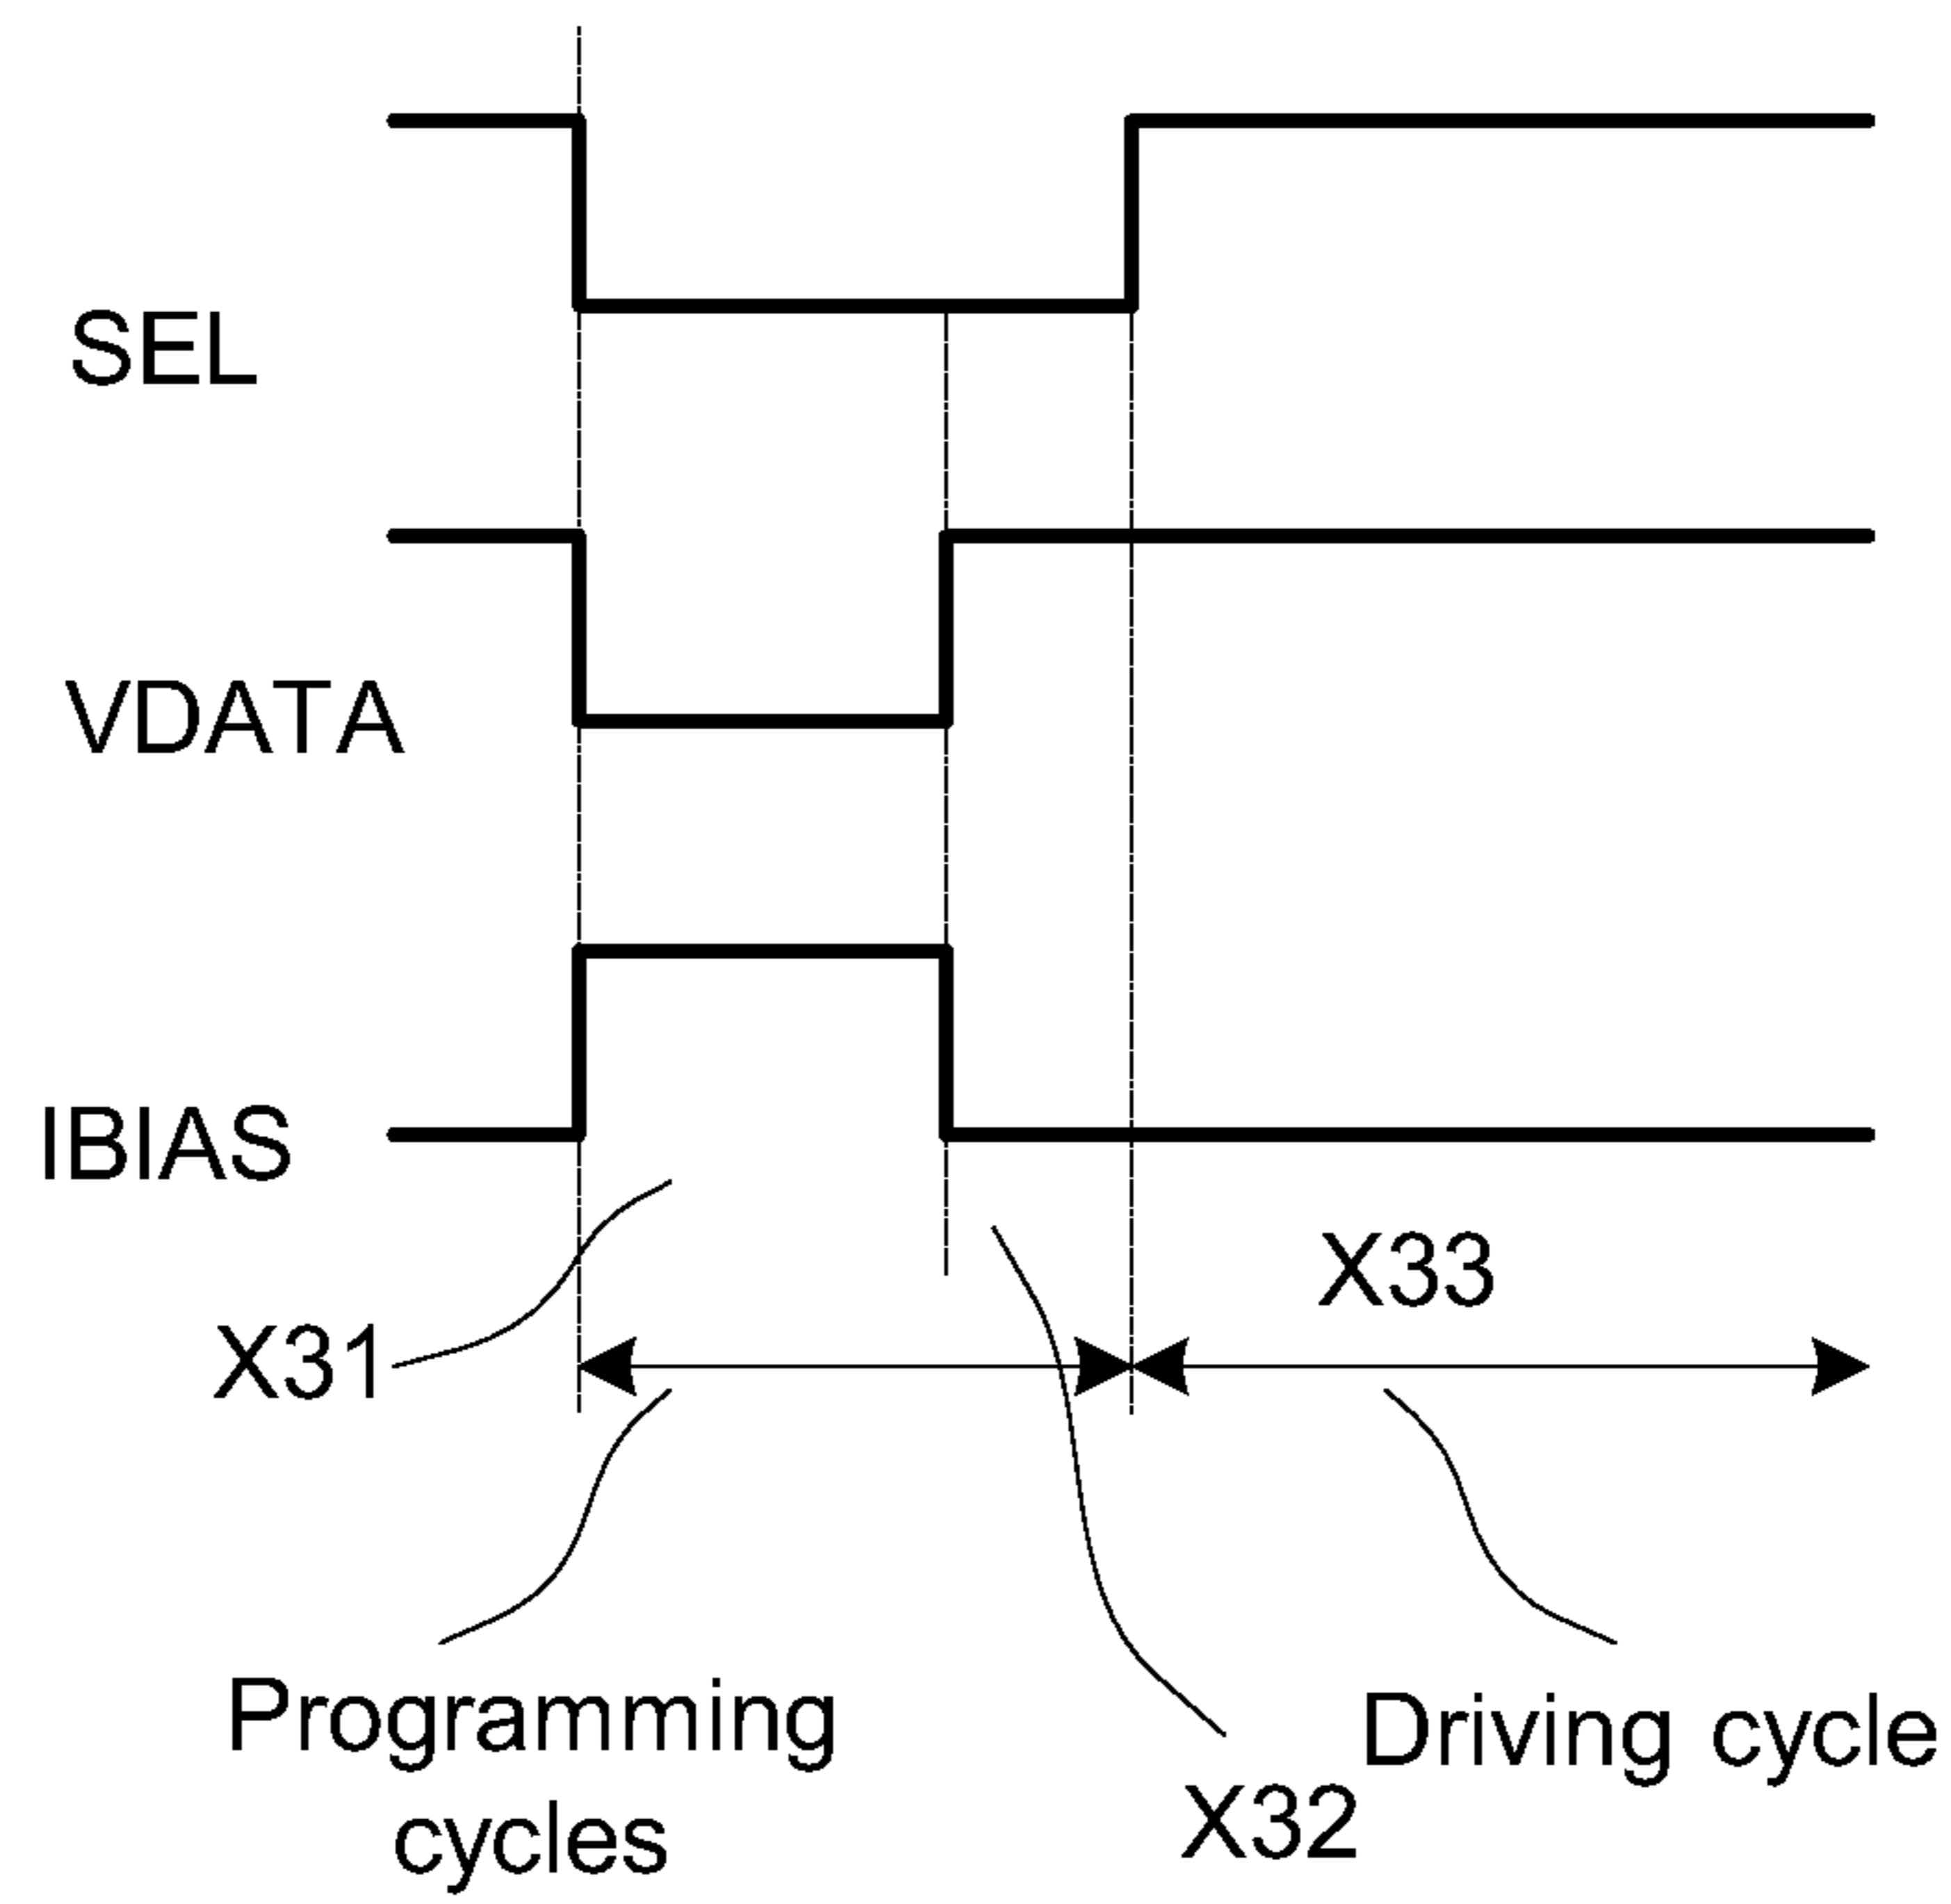 SEL
VDATA
IBIAS
X33
X31
Programming
cycles
Driving cycle
X32